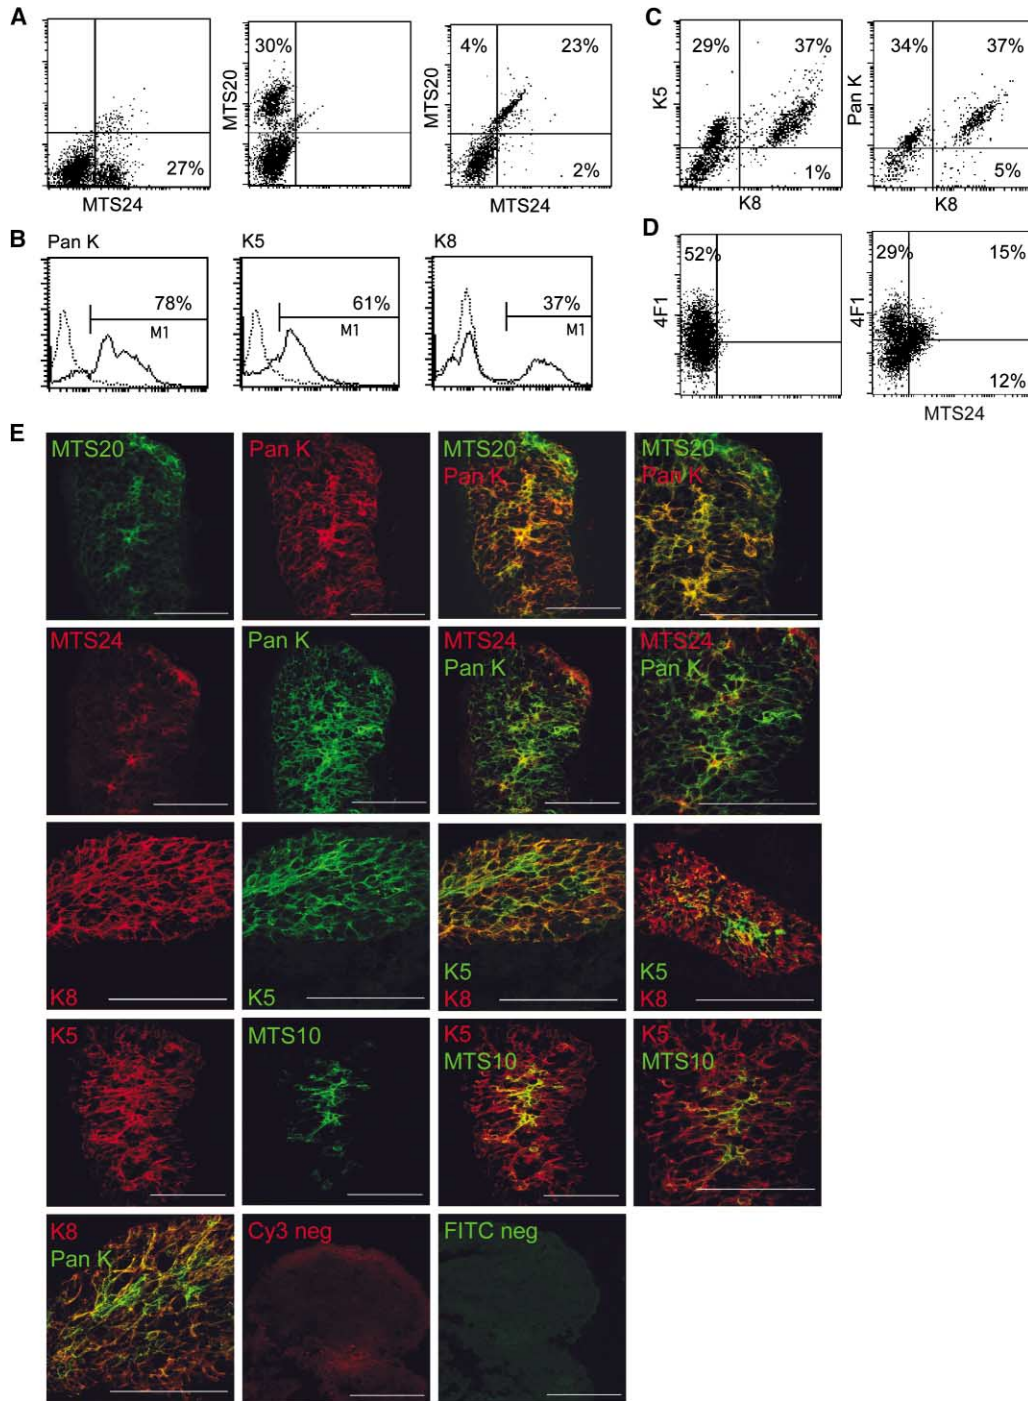 A
27%
MTS24
MTS20
30%
MTS20
4%
23%
2%
MTS24
C
K5
29%
37%
1%
K8
Pan K
34%
37%
5%
K8
B
Pan K
78%
M1
K5
61%
M1
K8
37%
M1
D
4F1
52%
4F1
29%
15%
12%
MTS24
E
MTS20
Pan K
MTS20
Pan K
MTS20
Pan K
MTS24
Pan K
MTS24
Pan K
MTS24
Pan K
K8
K5
K5
K8
K5
K8
K5
MTS10
K5
MTS10
K5
MTS10
K8
Pan K
Cy3 neg
FITC neg